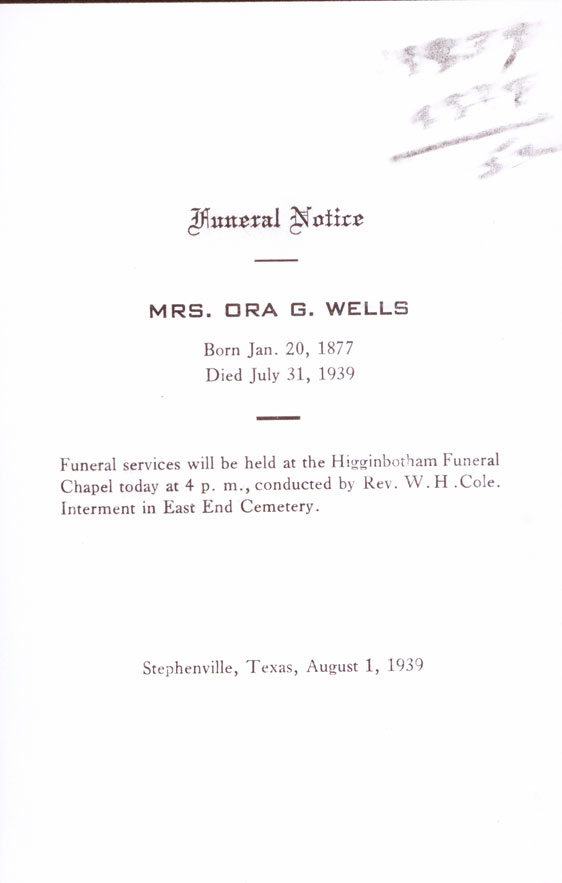 Funeral Notice
MRS. ORA G. WELLS
Born Jan. 20, 1877
Died July 31, 1939
Funeral services will be held at the Higginbotham Funeral
Chapel today at 4 p. m., conducted by Rev. W. H .Cole.
Interment in East End Cemetery.
Stephenville, Texas, August 1, 1939